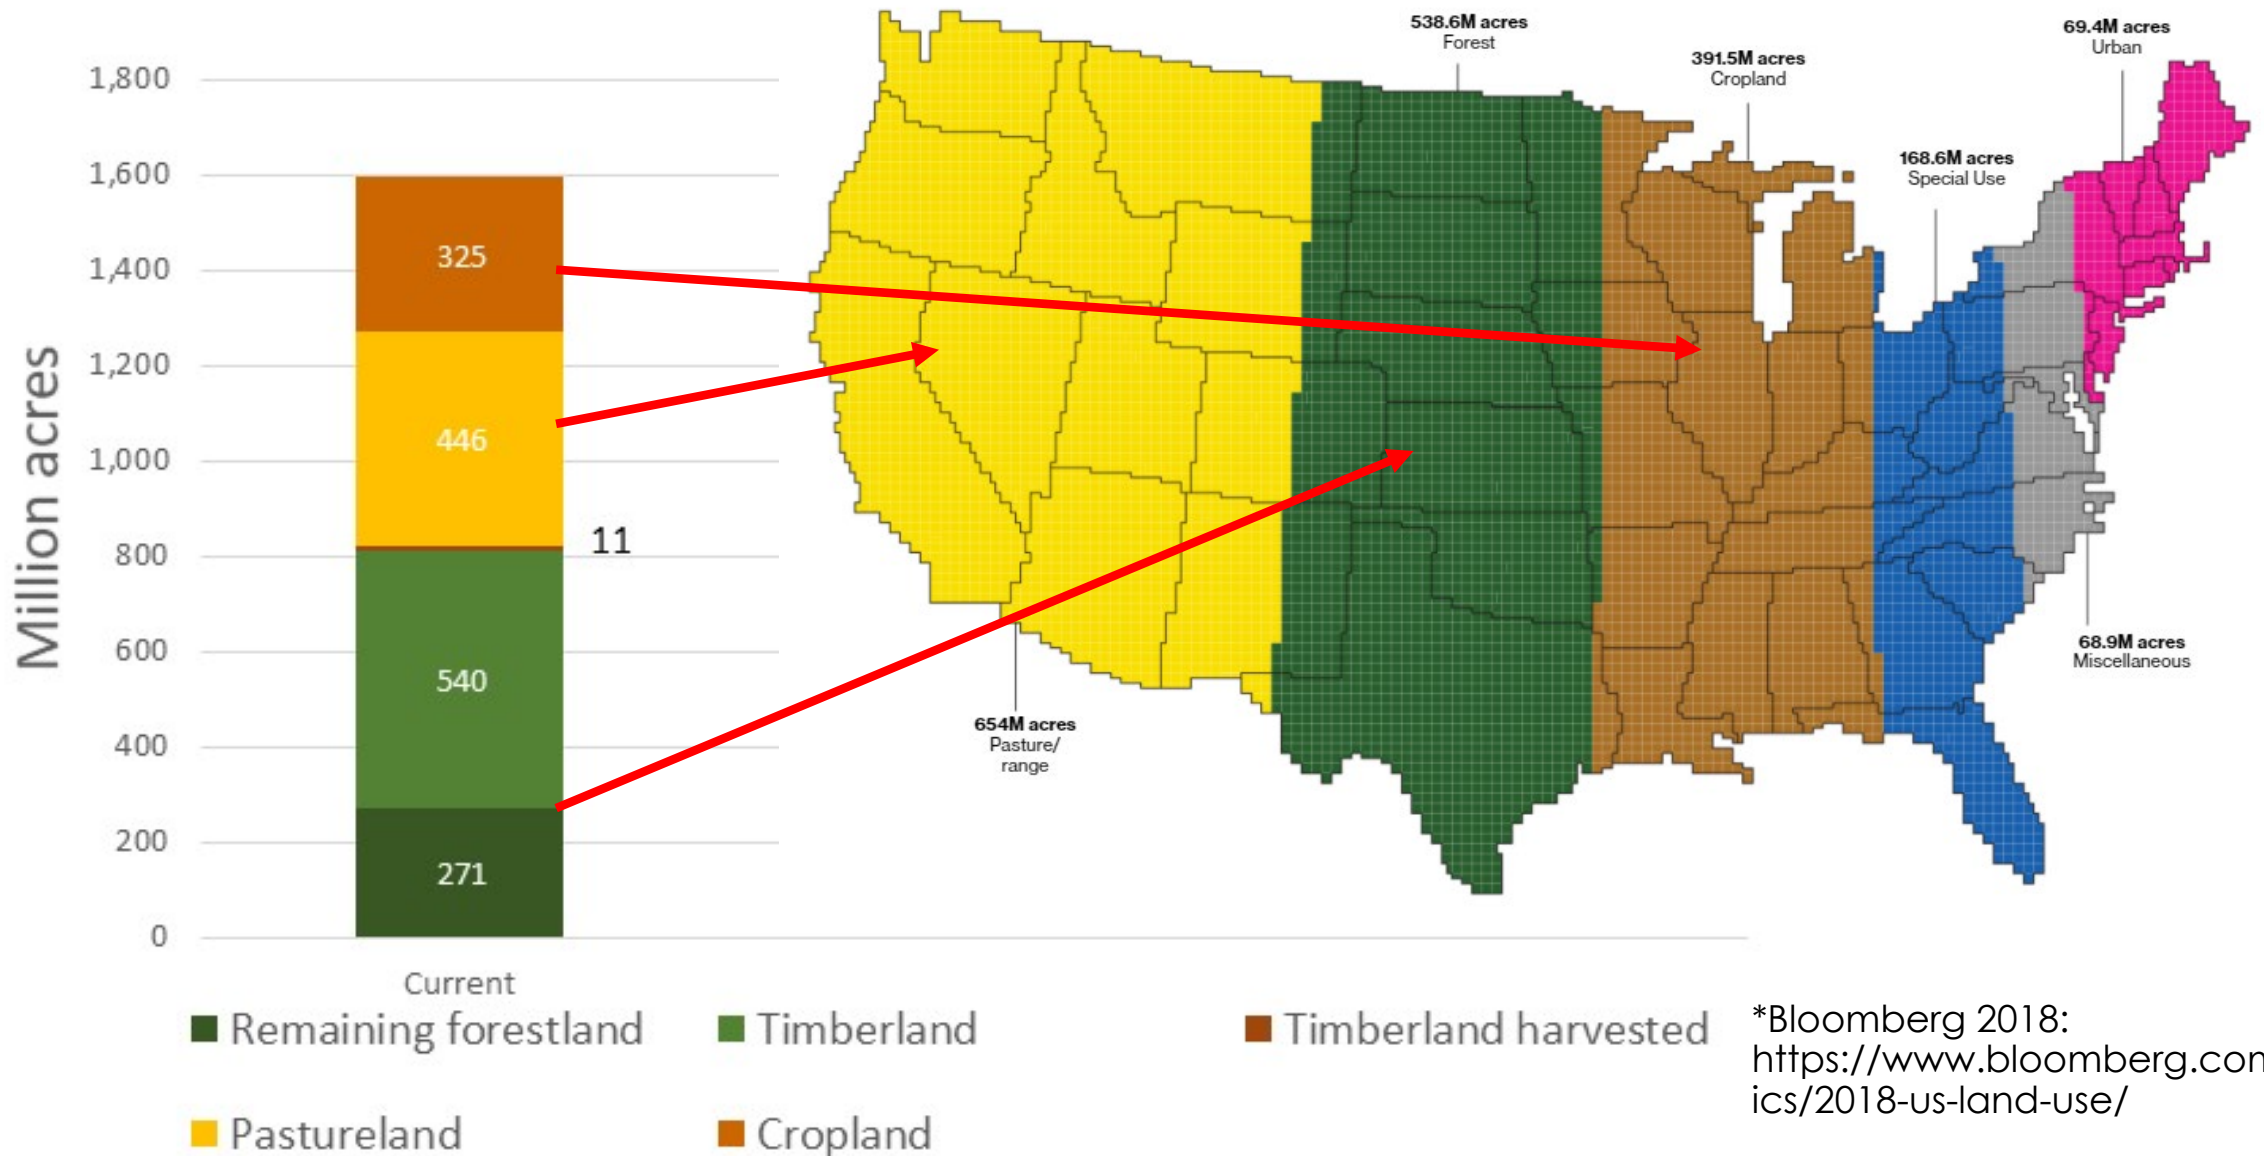 Million acres
1,800
1,600
1,400
1,200
1,000
800
600
400
200
0
325
446
11
540
271
Current
Remaining forestland
Timberland
Timberland harvested
Pastureland
Cropland
538.6M acres
Forest
391.5M acres
Cropland
69.4M acres
Urban
168.6M acres
Special Use
68.9M acres
Miscellaneous
654M acres
Pasture/
range
*Bloomberg 2018:
https://www.bloomberg.con
ics/2018-us-land-use/